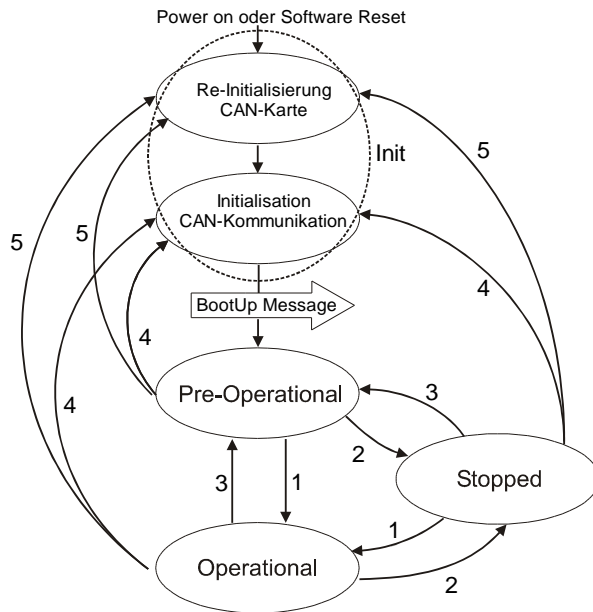 Power on oder Software Reset
Re-Initialisierung
CAN-Karte
Init
5
Initialisation
CAN-Kommunikation
5
5
4
BootUp Message
4
4
Pre-Operational
3
2
3
1
Stopped
1
Operational
2